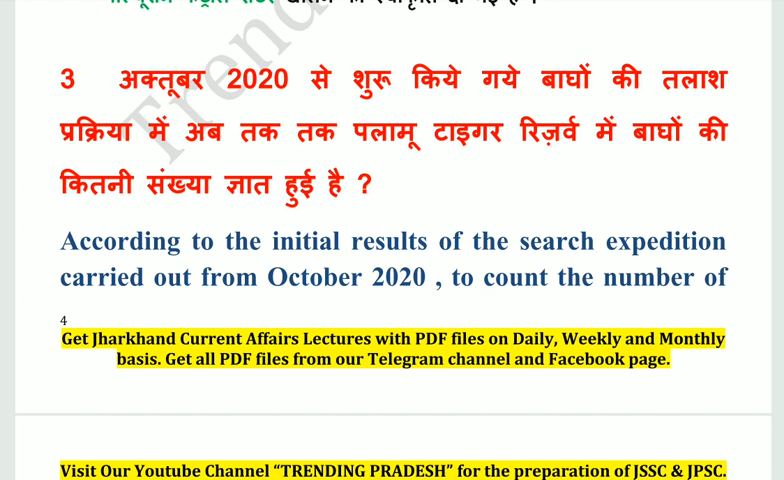 3 अक्तूबर 2020 से शुरू किये गये बाघों की तलाश
प्रक्रिया में अब तक तक पलामू टाइगर रिज़र्व में बाघों की
कितनी संख्या ज्ञात हुई है ?
According to the initial results of the search expedition
carried out from October 2020 , to count the number of
4
Get Jharkhand Current Affairs Lectures with PDF files on Daily, Weekly and Monthly
basis. Get all PDF files from our Telegram channel and Facebook page.
Visit Our Youtube Channel “TRENDING PRADESH” for the preparation of JSSC & JPSC.